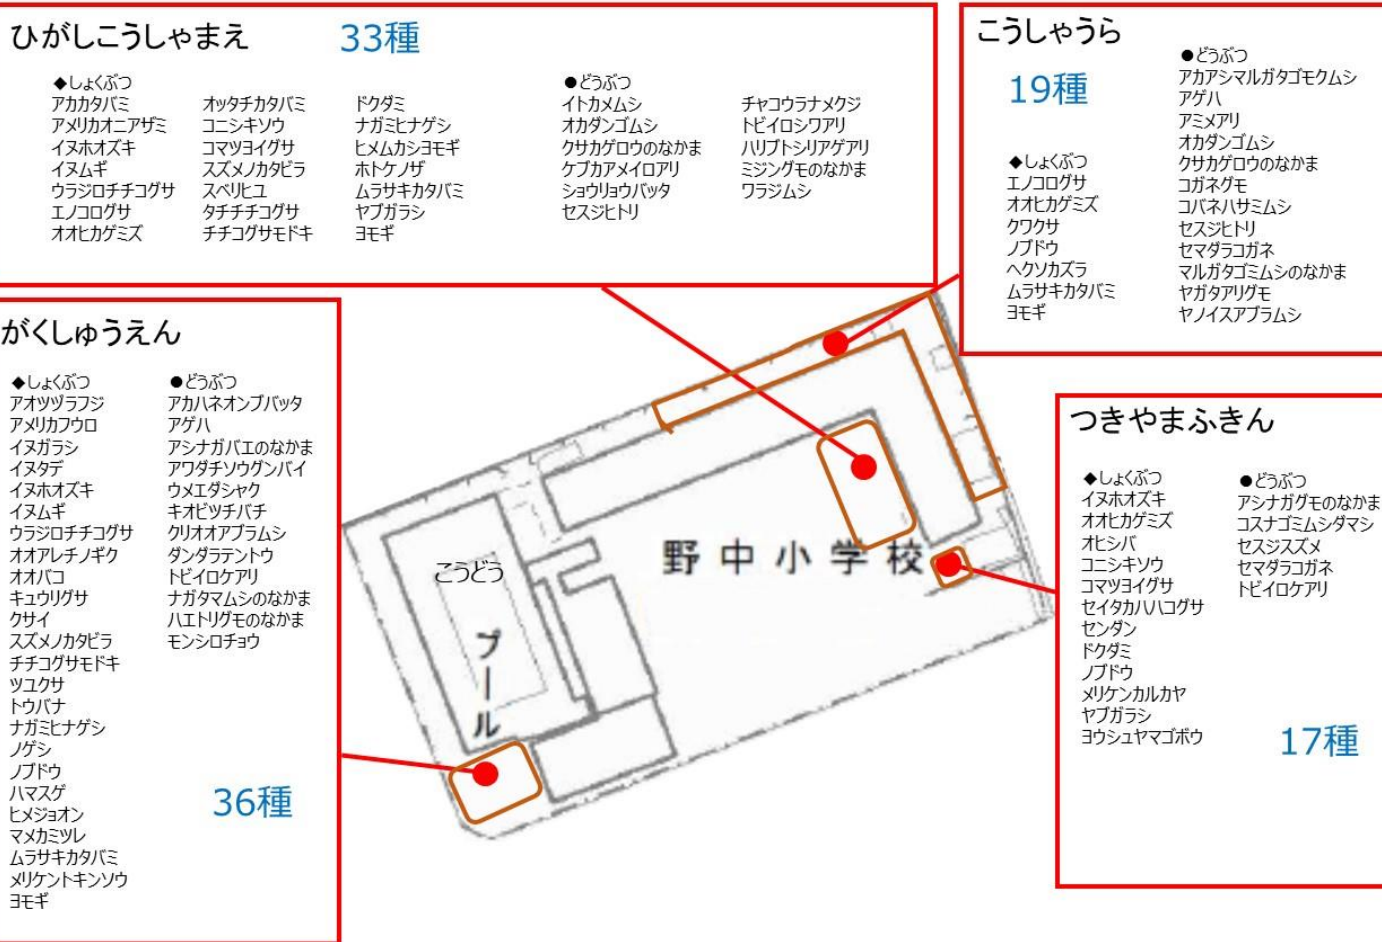 ひがしこうしゃまえ
33種
◆しょくぶつ
アカカタバミ
アメリカオニアザミ
イヌホオズキ
イヌムギ
ウラジロチチコグサ
エノコログサ
オオヒカゲミズ
オッタチカタバミ
コニシキソウ
コマツヨイグサ
スズメノカタビラ
スベリヒユ
タチチチコグサ
チチコグサモドキ
ドクダミ
ナガミヒナゲシ
ヒメムカシヨモギ
ホトケノザ
ムラサキカタバミ
ヤブガラシ
ヨモギ
●どうぶつ
イトカメムシ
オカダンゴムシ
クサカゲロウのなかま
ケブカアメイロアリ
ショウリョウバッタ
セスジヒトリ
チャコウラナメクジ
トビイロシワアリ
ハリブトシリアゲアリ
ミジングモのなかま
ワラジムシ
こうしゃうら
19種
◆しょくぶつ
エノコログサ
オオヒカゲミズ
クワクサ
ノブドウ
ヘクソカズラ
ムラサキカタバミ
ヨモギ
●どうぶつ
アカアシマルガタゴモクムシ
アゲハ
アミメアリ
オカダンゴムシ
クサカゲロウのなかま
コガネグモ
コバネハサミムシ
セスジヒトリ
セマダラコガネ
マルガタゴミムシのなかま
ヤガタアリグモ
ヤノイスアブラムシ
がくしゅうえん
◆しょくぶつ
アオツヅラフジ
アメリカフウロ
イヌガラシ
イヌタデ
イヌホオズキ
イヌムギ
ウラジロチチコグサ
オオアレチノギク
オオバコ
キュウリグサ
クサイ
スズメノカタビラ
チチコグサモドキ
ツユクサ
トウバナ
ナガミヒナゲシ
ノゲシ
ノブドウ
ハマスゲ
ヒメジョオン
マメカミツレ
ムラサキカタバミ
メリケントキンソウ
ヨモギ
●どうぶつ
アカハネオンブバッタ
アゲハ
アシナガバエのなかま
アワダチソウグンバイ
ウメエダシャク
キオビツチバチ
クリオオアブラムシ
ダンダラテントウ
トビイロケアリ
ナガタマムシのなかま
ハエトリグモのなかま
モンシロチョウ
36種
こうどう
プール
野中小学校
つきやまふきん
◆しょくぶつ
イヌホオズキ
オオヒカゲミズ
オヒシバ
コニシキソウ
コマツヨイグサ
セイタカハハコグサ
センダン
ドクダミ
ノブドウ
メリケンカルカヤ
ヤブガラシ
ヨウシュヤマゴボウ
●どうぶつ
アシナガグモのなかま
コスナゴミムシダマシ
セスジスズメ
セマダラコガネ
トビイロケアリ
17種